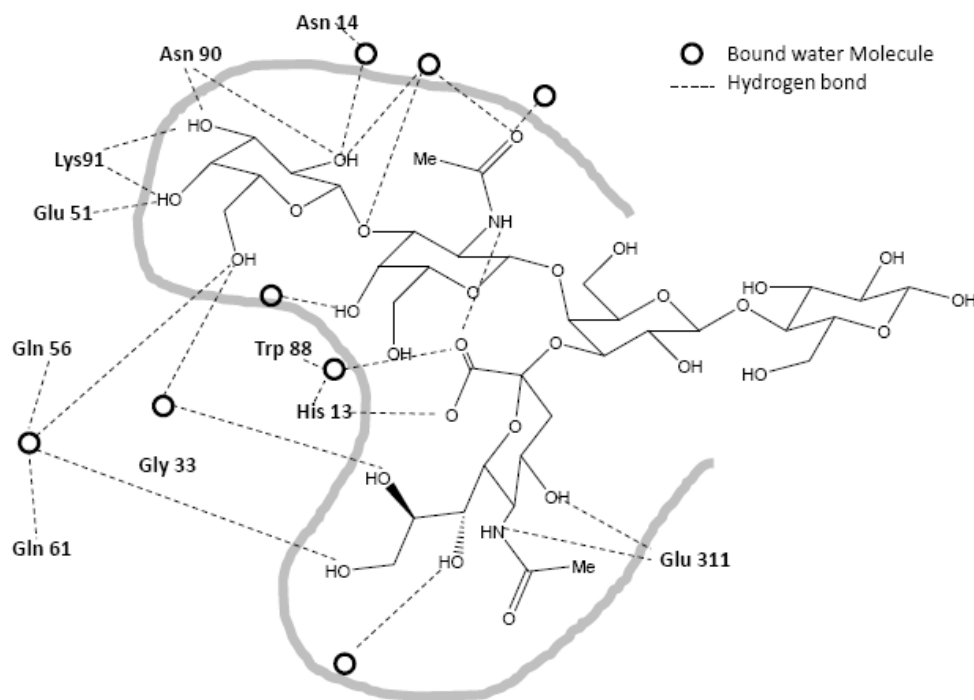 Asn 14
Asn 90
Bound water Molecule
Hydrogen bond
HO
O
OH
Me
Lys91
HO
NH
Glu 51
O
O
OH
OH
OH
O
O
O
HO
OH
HO
O
OH
Gln 56
Trp 88
O
O
O
OH
O
HO
His 13
O
O
Gly 33
HO
OH
HN
Glu 311
Gln 61
HO
HO
Me
O